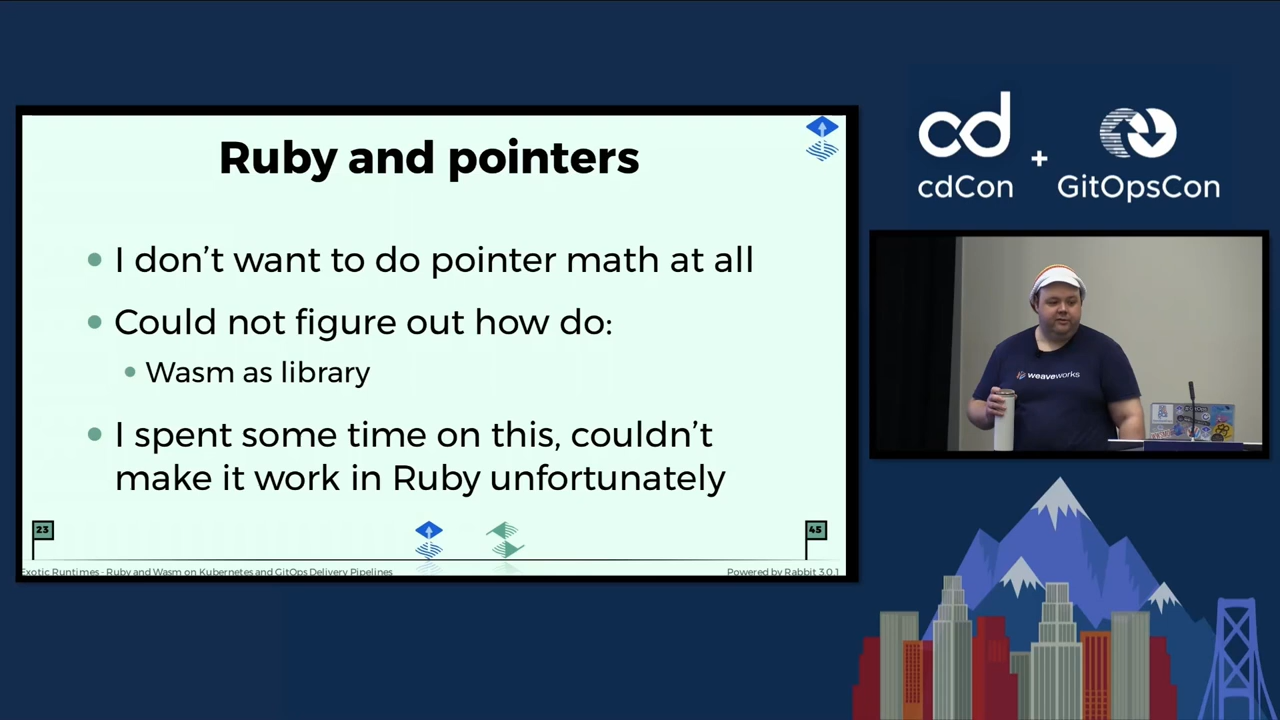 Ruby and pointers
I don't want to do pointer math at all
Could not figure out how do:
Wasm as library
I spent some time on this, couldn't
make it work in Ruby unfortunately
23
45
Exotic Runtimes - Ruby and Wasm on Kubernetes and GitOps Delivery Pipelines
Powered by Rabbit 3.0.1
cd
+
cdCon
GitOpsCon
weaveworks